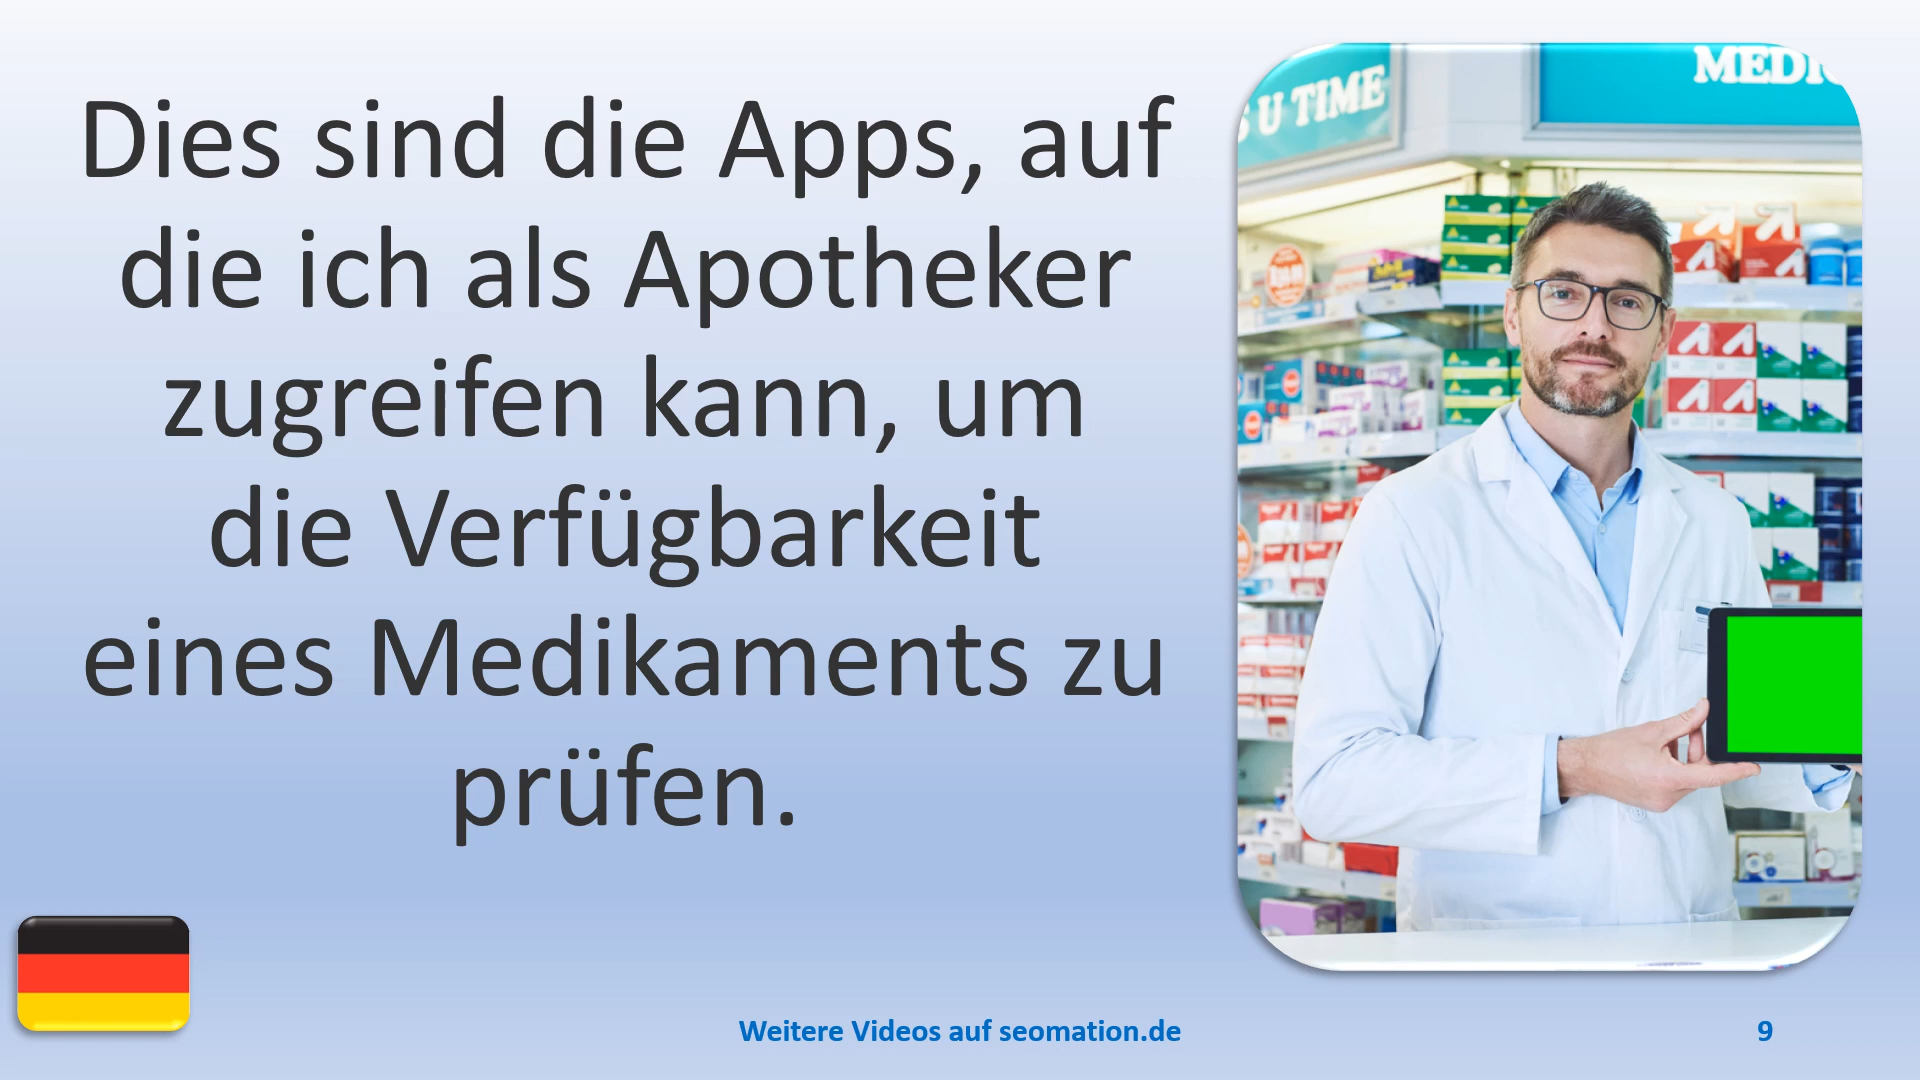 Dies sind die Apps, auf
die ich als Apotheker
zugreifen kann, um
die Verfügbarkeit
eines Medikaments zu
prüfen.
U TIME
Weitere Videos auf seomation.de
9